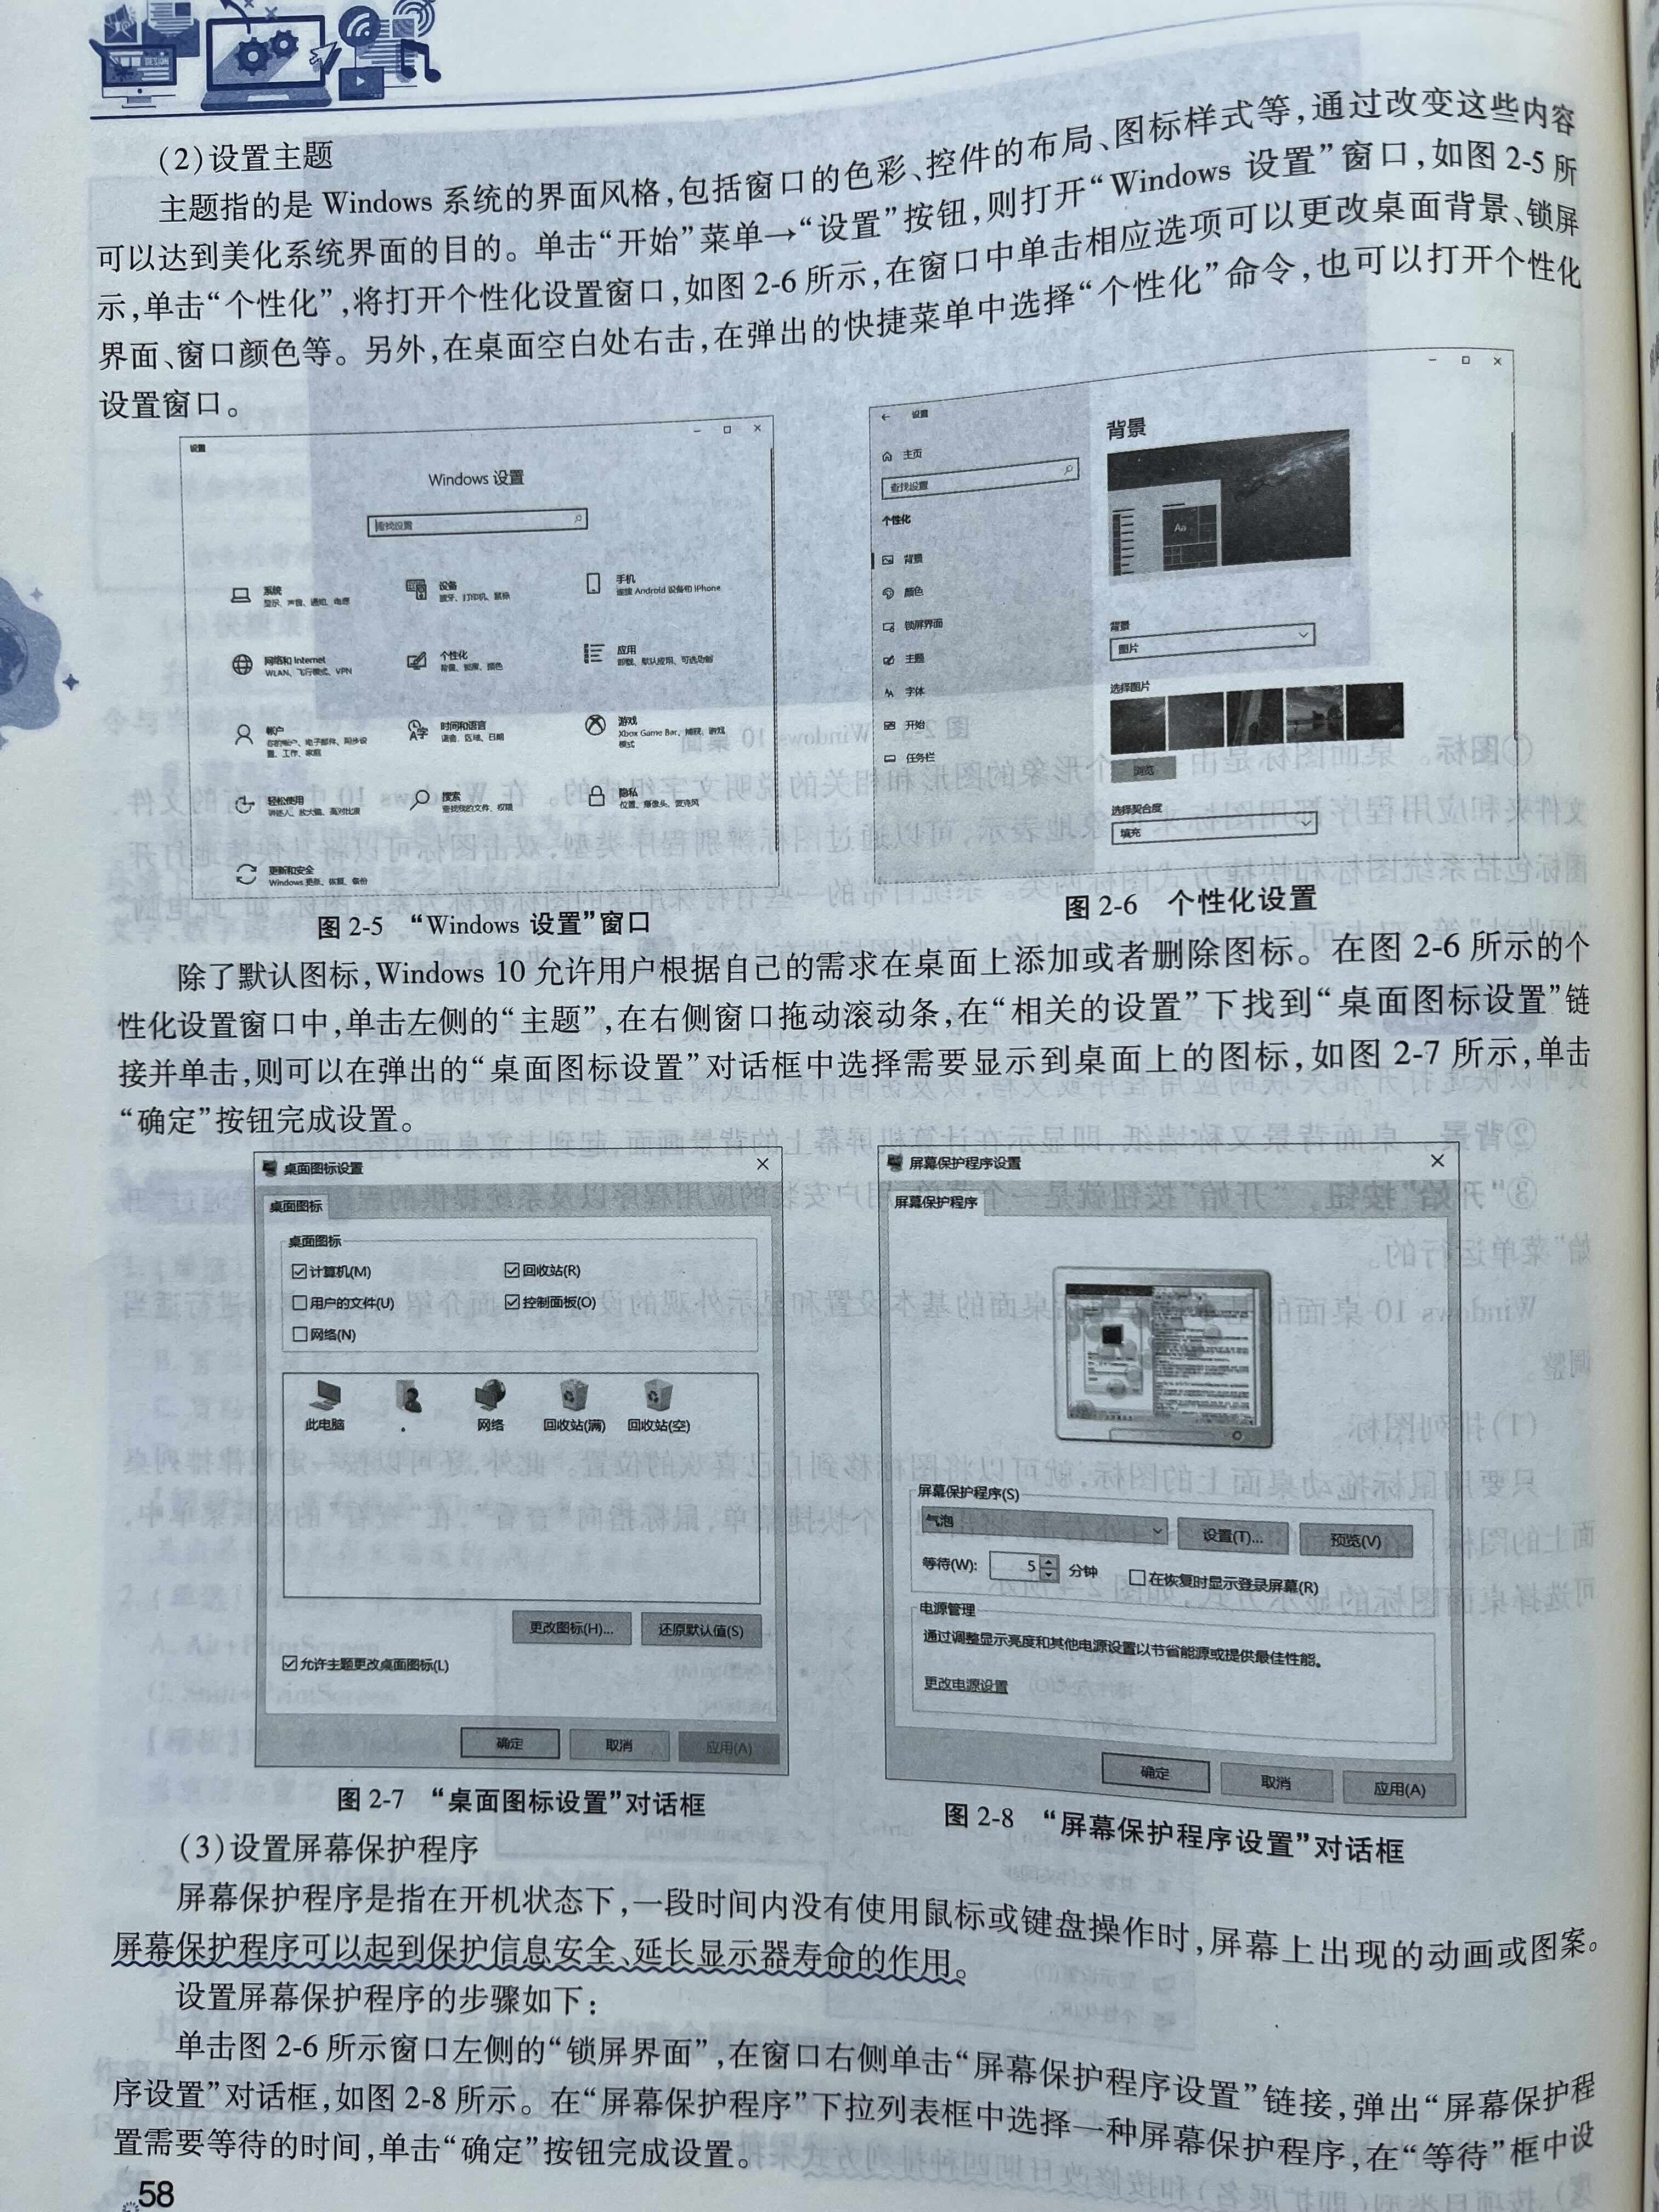 (2)设置主题
主题指的是 Windows 系统的界面风格,包括窗口的色彩、控件的布局、图标样式等,通过改变这些内容
可以达到美化系统界面的目的。单击“开始”菜单→“设置”按钮,则打开“Windows 设置”窗口,如图 2-5 所
示,单击“个性化”,将打开个性化设置窗口,如图 2-6 所示,在窗口中单击相应选项可以更改桌面背景、锁屏
界面、窗口颜色等。另外,在桌面空白处右击,在弹出的快捷菜单中选择“个性化”命令,也可以打开个性化
设置窗口。
设置
Windows 设置
查找设置
系统
显示、声音、通知、电源
设备
蓝牙、打印机、鼠标
手机
连接 Android 设备和 iPhone
网络和 Internet
WLAN、飞行模式、VPN
个性化
背景、锁屏、颜色
应用
卸载、默认应用、可选功能
帐户
你的帐户、电子邮件、同步设
置、工作、家庭
时间和语言
语音、区域、日期
游戏
Xbox Game Bar、捕获、游戏
模式
轻松使用
讲述人、放大镜、高对比度
搜索
查找我的文件、权限
隐私
位置、摄像头、麦克风
更新和安全
Windows 更新、恢复、备份
图 2-5 “Windows 设置”窗口
设置
主页
查找设置
个性化
背景
颜色
锁屏界面
主题
字体
开始
任务栏
背景
Aa
背景
图片
选择图片
浏览
选择契合度
填充
图 2-6 个性化设置
除了默认图标,Windows 10 允许用户根据自己的需求在桌面上添加或者删除图标。在图 2-6 所示的个
性化设置窗口中,单击左侧的“主题”,在右侧窗口拖动滚动条,在“相关的设置”下找到“桌面图标设置”链
接并单击,则可以在弹出的“桌面图标设置”对话框中选择需要显示到桌面上的图标,如图 2-7 所示,单击
“确定”按钮完成设置。
桌面图标设置
桌面图标
桌面图标
计算机(M)
回收站(R)
用户的文件(U)
控制面板(O)
网络(N)
此电脑
网络
回收站(满)
回收站(空)
更改图标(H)...
还原默认值(S)
允许主题更改桌面图标(L)
确定
取消
应用(A)
图 2-7 “桌面图标设置”对话框
屏幕保护程序设置
屏幕保护程序
屏幕保护程序(S)
气泡
设置(T)...
预览(V)
等待(W):
5
分钟
在恢复时显示登录屏幕(R)
电源管理
通过调整显示亮度和其他电源设置以节省能源或提供最佳性能。
更改电源设置
确定
取消
应用(A)
图 2-8 “屏幕保护程序设置”对话框
(3)设置屏幕保护程序
屏幕保护程序是指在开机状态下,一段时间内没有使用鼠标或键盘操作时,屏幕上出现的动画或图案。
屏幕保护程序可以起到保护信息安全、延长显示器寿命的作用。
设置屏幕保护程序的步骤如下:
单击图 2-6 所示窗口左侧的“锁屏界面”,在窗口右侧单击“屏幕保护程序设置”链接,弹出“屏幕保护程
序设置”对话框,如图 2-8 所示。在“屏幕保护程序”下拉列表框中选择一种屏幕保护程序,在“等待”框中设
置需要等待的时间,单击“确定”按钮完成设置。
58